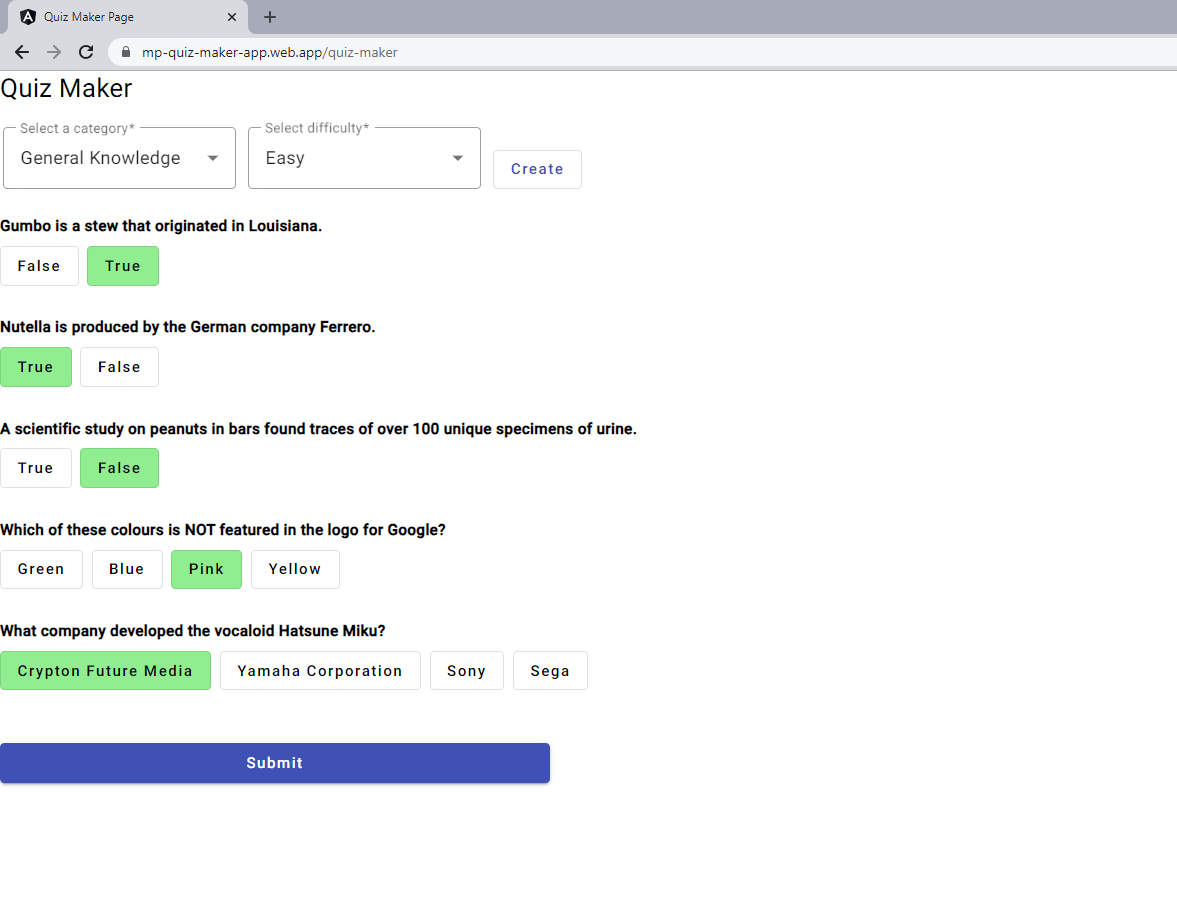 Quiz Maker Page
mp-quiz-maker-app.web.app/quiz-maker
Quiz Maker
Select a category* Select difficulty*
General Knowledge Easy Create
Gumbo is a stew that originated in Louisiana.
False True
Nutella is produced by the German company Ferrero.
True False
A scientific study on peanuts in bars found traces of over 100 unique specimens of urine.
True False
Which of these colours is NOT featured in the logo for Google?
Green Blue Pink Yellow
What company developed the vocaloid Hatsune Miku?
Crypton Future Media Yamaha Corporation Sony Sega
Submit